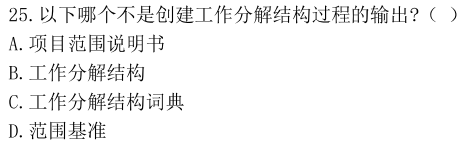 25.以下哪个不是创建工作分解结构过程的输出?（ ）
A.项目范围说明书
B.工作分解结构
C.工作分解结构词典
D.范围基准